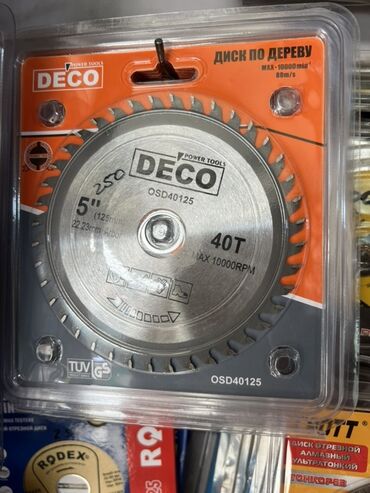 POWER TOOLS
DECO
ДИСК ПО ДЕРЕВУ
MAX - 10000min⁻¹
80m/s
POWER TOOLS
DECO
OSD40125
250
5"
(125mm)
22.23mm
40T
MAX 10000RPM
TUV GS
OSD40125
RODEX
ДИСК ОТРЕЗНОЙ
АЛМАЗНЫЙ
УЛЬТРАТОНКИЙ